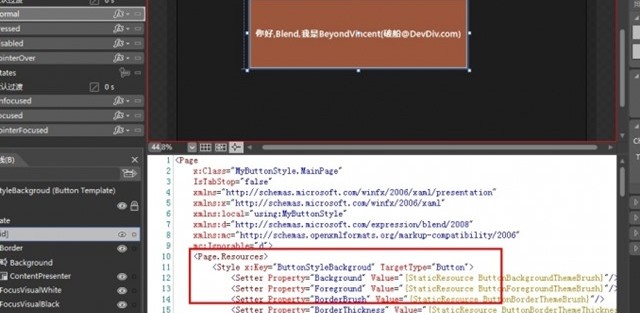 ormal
ressed
isabled
ointerOver
States
认过渡
0 s
nfocused
认过渡
0 s
ocused
ointerFocused
你好,Blend,我是BeyondVincent(破船@DevDiv.com)
44.8%
板(B)
tyleBackgroud (Button Template)
ate
id]
Border
Background
ContentPresenter
FocusVisualWhite
FocusVisualBlack
1 <Page
2 x:Class="MyButtonStyle.MainPage"
3 IsTabStop="false"
4 xmlns="http://schemas.microsoft.com/winfx/2006/xaml/presentation"
5 xmlns:x="http://schemas.microsoft.com/winfx/2006/xaml"
6 xmlns:local="using:MyButtonStyle"
7 xmlns:d="http://schemas.microsoft.com/expression/blend/2008"
8 xmlns:mc="http://schemas.openxmlformats.org/markup-compatibility/2006"
9 mc:Ignorable="d">
10 <Page.Resources>
11 <Style x:Key="ButtonStyleBackgroud" TargetType="Button">
12 <Setter Property="Background" Value="{StaticResource ButtonBackgroundThemeBrush}"/>
13 <Setter Property="Foreground" Value="{StaticResource ButtonForegroundThemeBrush}"/>
14 <Setter Property="BorderBrush" Value="{StaticResource ButtonBorderThemeBrush}"/>
15 <Setter Property="BorderThickness" Value="{StaticResource